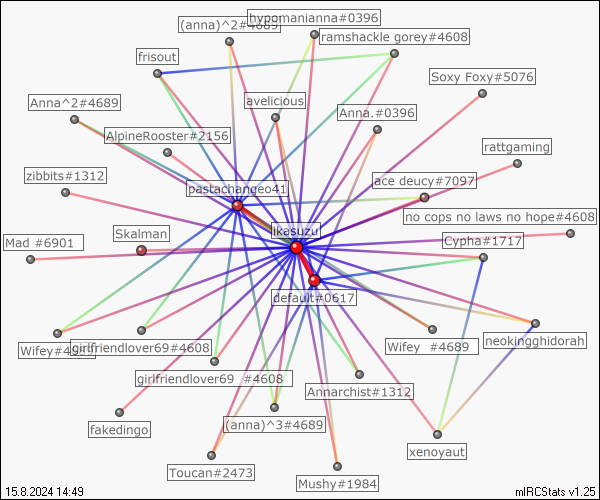 (anna)^2#4689
hypomanianna#0396
ramshackle gorey#4608
frisout
Soxy Foxy#5076
Anna^2#4689
avelicious
Anna.#0396
AlpineRooster#2156
rattgaming
zibbits#1312
pastachangeo41
ace deucy#7097
no cops no laws no hope#4608
Skalman
ikasuzu
Mad #6901
Cypha#1717
default#0617
Wifey#4
girlfriendlover69#4608
Wifey #4689
neokingghidorah
girlfriendlover69 #4608
Annarchist#1312
fakedingo
(anna)^3#4689
xenoyaut
Toucan#2473
Mushy#1984
15.8.2024 14:49
mIRCStats v1.25